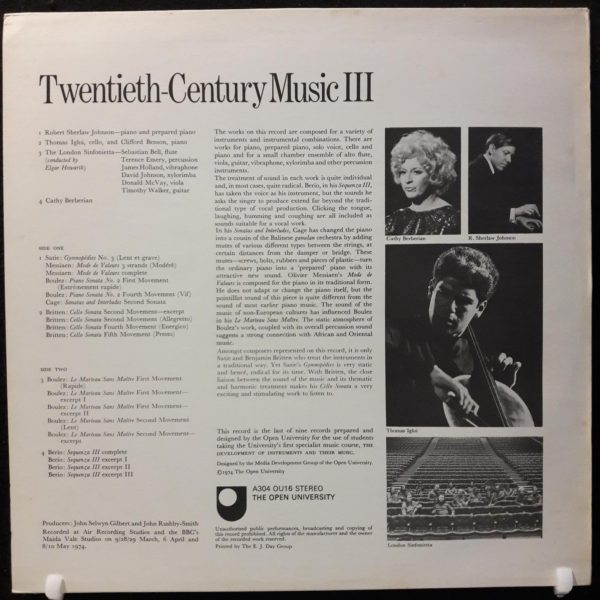 Twentieth-Century Music III
1 Robert Sherlaw Johnson—piano and prepared piano
2 Thomas Igloi, cello, and Clifford Benson, piano
3 The London Sinfonietta—Sebastian Bell, flute
(conducted by Terence Emery, percussion
Elgar Howarth) James Holland, vibraphone
David Johnson, xylorimba
Donald McVay, viola
Timothy Walker, guitar
4 Cathy Berberian
SIDE ONE
1 Satie: Gymnopédies No. 3 (Lent et grave)
Messiaen: Mode de Valeurs 3 strands (Modéré)
Messiaen: Mode de Valeurs complete
Boulez: Piano Sonata No. 2 First Movement
(Extrêmement rapide)
Boulez: Piano Sonata No. 2 Fourth Movement (Vif)
Cage: Sonatas and Interludes Second Sonata
2 Britten: Cello Sonata Second Movement—excerpt
Britten: Cello Sonata Second Movement (Allegretto)
Britten: Cello Sonata Fourth Movement (Energico)
Britten: Cello Sonata Fifth Movement (Presto)
SIDE TWO
3 Boulez: Le Marteau Sans Maître First Movement
(Rapide)
Boulez: Le Marteau Sans Maître First Movement—
excerpt I
Boulez: Le Marteau Sans Maître First Movement—
excerpt II
Boulez: Le Marteau Sans Maître Second Movement
(Lent)
Boulez: Le Marteau Sans Maître Second Movement—
excerpt
4 Berio: Sequenza III complete
Berio: Sequenza III excerpt I
Berio: Sequenza III excerpt II
Berio: Sequenza III excerpt III
Producers: John Selwyn Gilbert and John Rushby-Smith
Recorded at Air Recording Studios and the BBC's
Maida Vale Studios on 9/28/29 March, 6 April and
8/10 May 1974.
The works on this record are composed for a variety of
instruments and instrumental combinations. There are
works for piano, prepared piano, solo voice, cello and
piano and for a small chamber ensemble of alto flute,
viola, guitar, vibraphone, xylorimba and other percussion
instruments.
The treatment of sound in each work is quite individual
and, in most cases, quite radical. Berio, in his Sequenza III,
has taken the voice as his instrument, but the sounds he
asks the singer to produce extend far beyond the tradi-
tional type of vocal production. Clicking the tongue,
laughing, humming and coughing are all included as
sounds suitable for a vocal work.
In his Sonatas and Interludes, Cage has changed the piano
into a cousin of the Balinese gamelan orchestra by adding
mutes of various different types between the strings, at
certain distances from the damper or bridge. These
mutes—screws, bolts, rubbers and pieces of plastic—turn
the ordinary piano into a 'prepared' piano with its
attractive new sound. Olivier Messiaen's Mode de
Valeurs is composed for the piano in its traditional form.
He does not adapt or change the piano itself, but the
pointillist sound of this piece is quite different from the
sound of most earlier piano music. The sound of the
music of non-European cultures has influenced Boulez
in his Le Marteau Sans Maître. The static atmosphere of
Boulez's work, coupled with its overall percussion sound
suggests a strong connection with African and Oriental
music.
Amongst composers represented on this record, it is only
Satie and Benjamin Britten who treat the instruments in
a traditional way. Yet Satie's Gymnopédies is very static
and bared, radical for its time. With Britten, the close
liaison between the sound of the music and its thematic
and harmonic treatment makes his Cello Sonata a very
exciting and stimulating work to listen to.
This record is the last of nine records prepared and
designed by the Open University for the use of students
taking the University's first specialist music course, THE
DEVELOPMENT OF INSTRUMENTS AND THEIR MUSIC.
Designed by the Media Development Group of the Open University.
©1974 The Open University
A304 OU16 STEREO
THE OPEN UNIVERSITY
Unauthorized public performances, broadcasting and copying of
this record prohibited. All rights of the manufacturer and the owner
of the recorded work reserved.
Printed by The E. J. Day Group
Cathy Berberian
R. Sherlaw Johnson
Thomas Igloi
London Sinfonietta